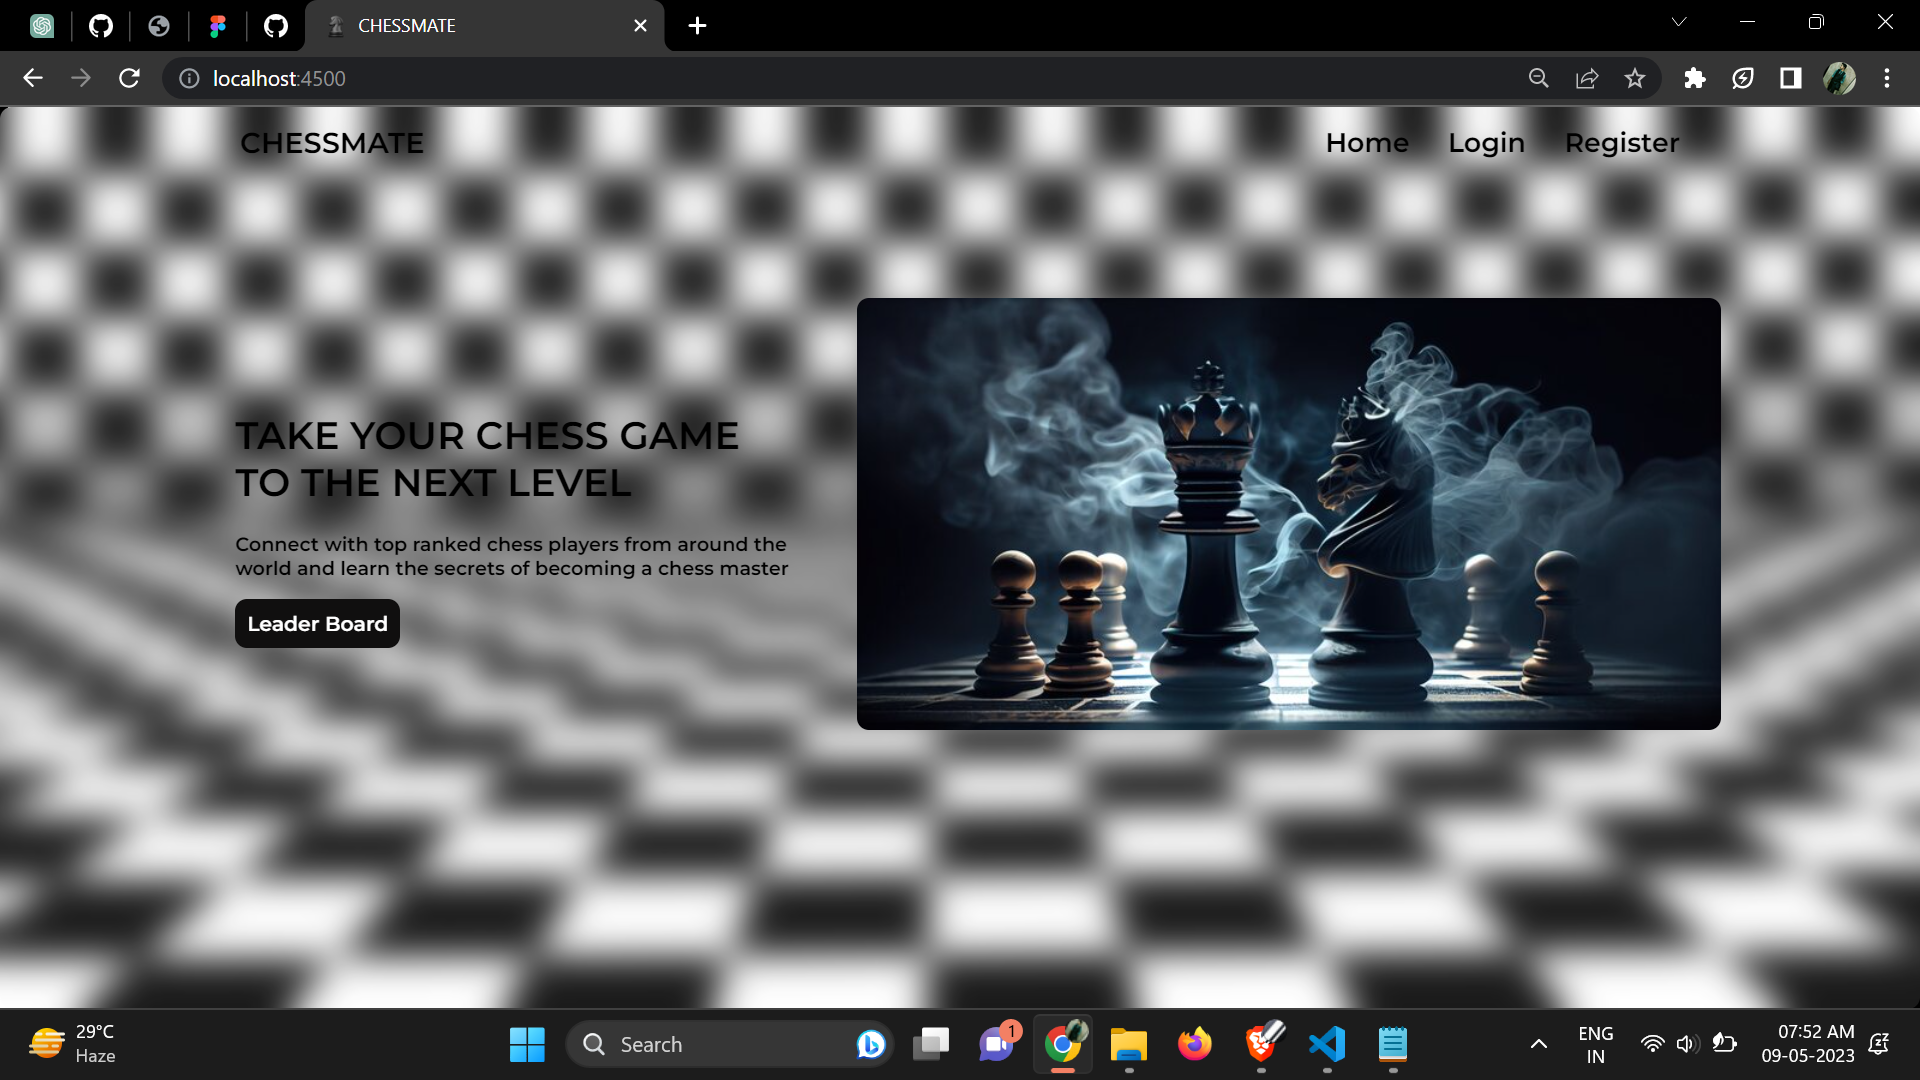 CHESSMATE
localhost:4500
CHESSMATE
Home Login Register
TAKE YOUR CHESS GAME
TO THE NEXT LEVEL
Connect with top ranked chess players from around the
world and learn the secrets of becoming a chess master
Leader Board
29°C
Haze
Search
1
ENG
IN
07:52 AM
09-05-2023